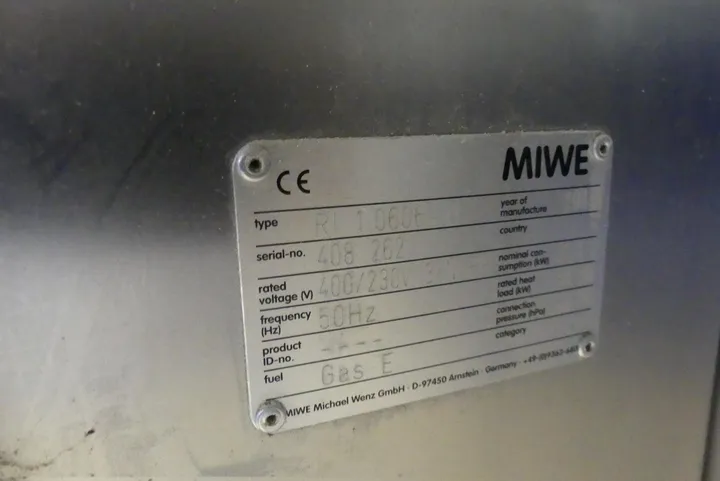 CE MIWE
type year of manufacture
serial-no. 408 262 country
rated voltage (V) 400/230V nominal con-sumption (kW)
frequency (Hz) 50Hz rated heat load (kW)
product ID-no. connection pressure (hPa)
fuel Gas E category
MIWE Michael Wenz GmbH · D-97450 Arnstein · Germany